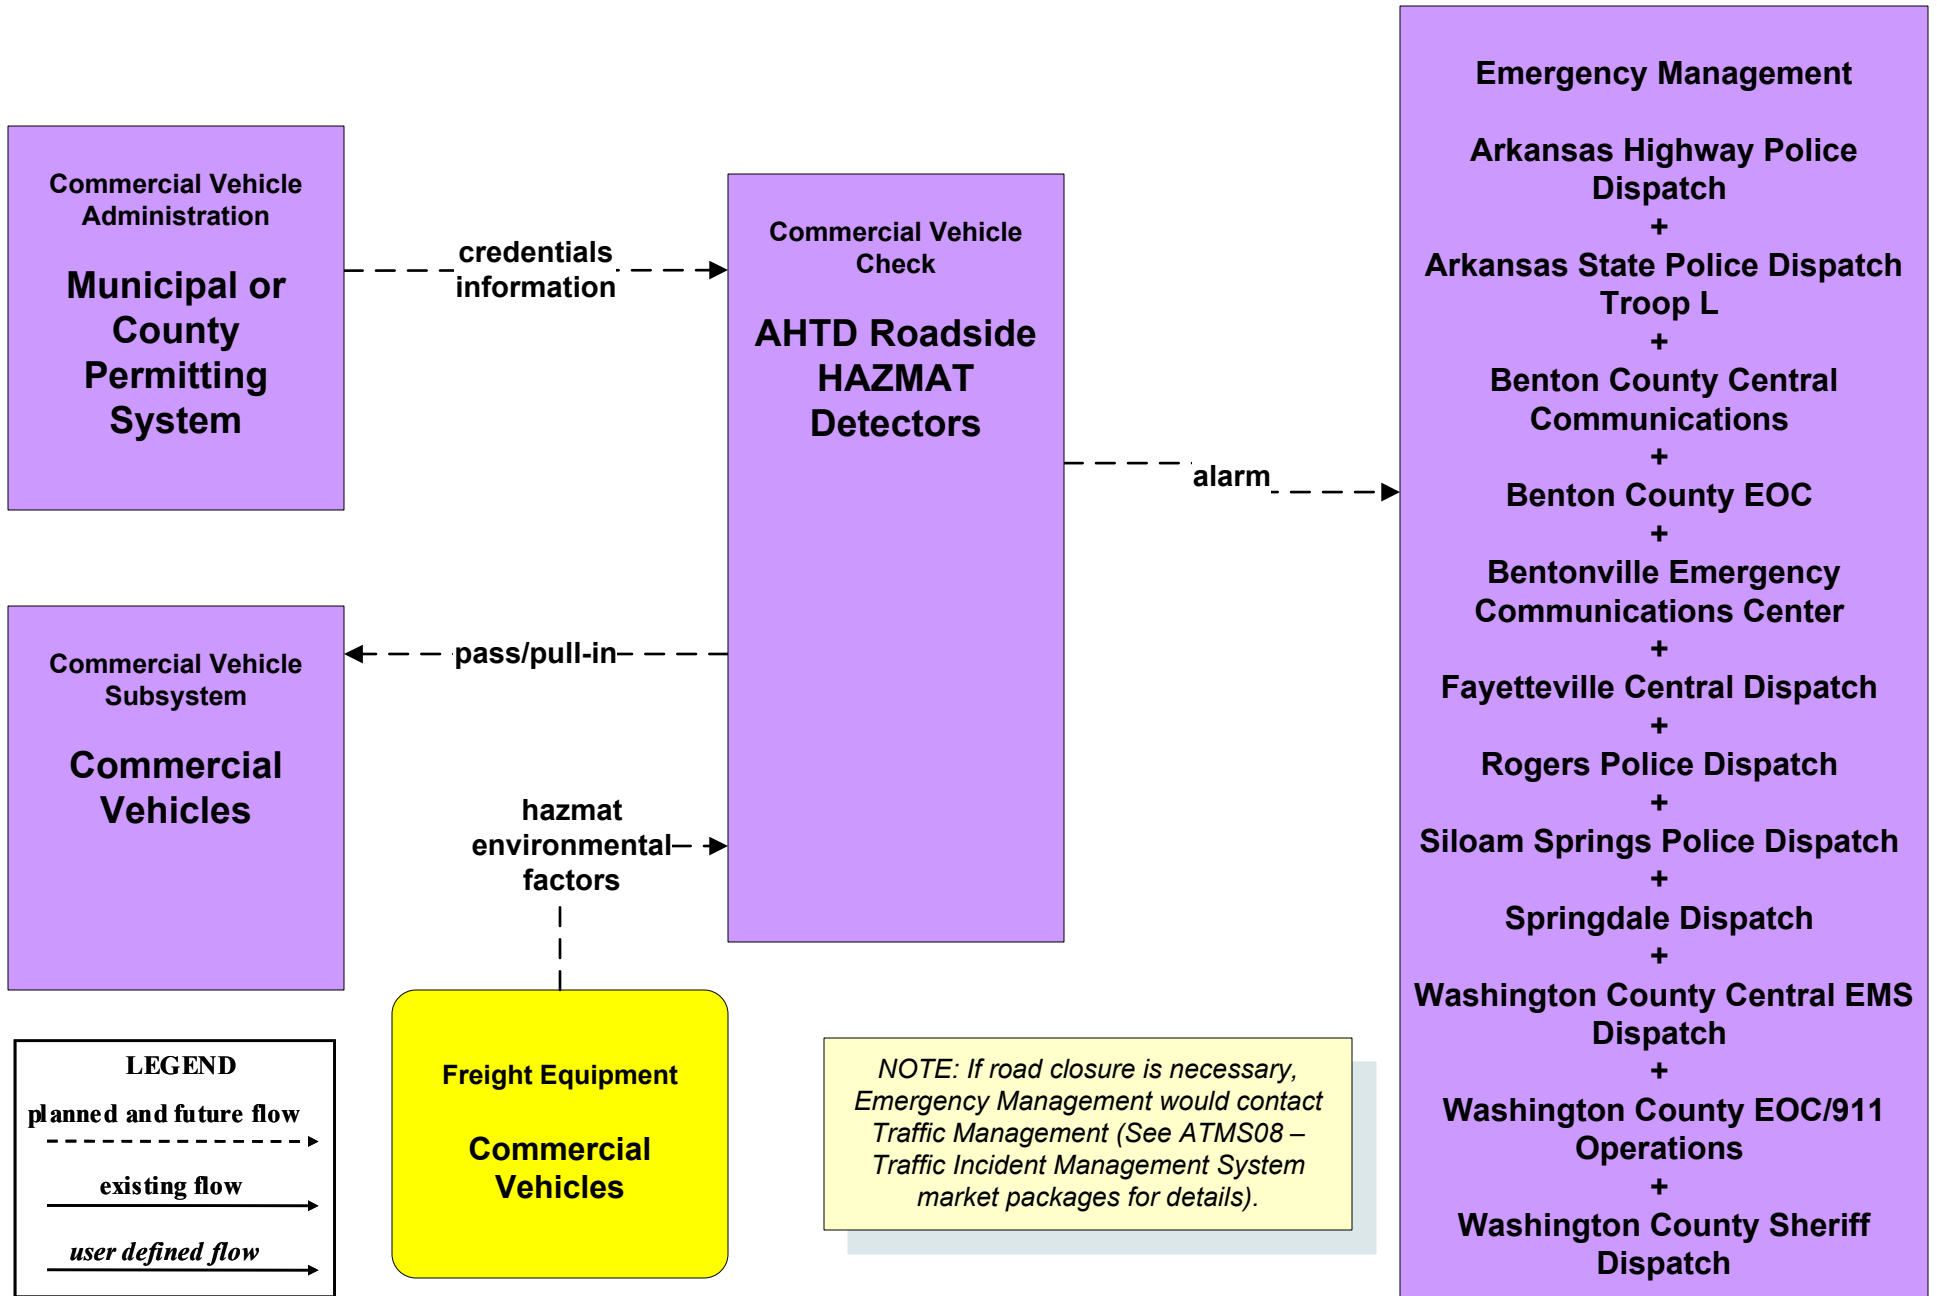 Commercial Vehicle
Administration
Municipal or
County
Permitting
System
credentials
information
Commercial Vehicle
Check
AHTD Roadside
HAZMAT
Detectors
alarm
Emergency Management
Arkansas Highway Police
Dispatch
+
Arkansas State Police Dispatch
Troop L
+
Benton County Central
Communications
+
Benton County EOC
+
Bentonville Emergency
Communications Center
+
Fayetteville Central Dispatch
+
Rogers Police Dispatch
+
Siloam Springs Police Dispatch
+
Springdale Dispatch
+
Washington County Central EMS
Dispatch
+
Washington County EOC/911
Operations
+
Washington County Sheriff
Dispatch
Commercial Vehicle
Subsystem
Commercial
Vehicles
pass/pull-in
hazmat
environmental
factors
Freight Equipment
Commercial
Vehicles
LEGEND
planned and future flow
existing flow
user defined flow
NOTE: If road closure is necessary,
Emergency Management would contact
Traffic Management (See ATMS08 –
Traffic Incident Management System
market packages for details).